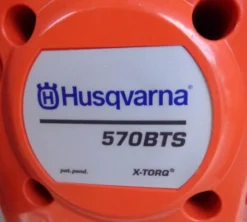 Husqvarna®
570BTS
pat.pend.
X-TORQ®